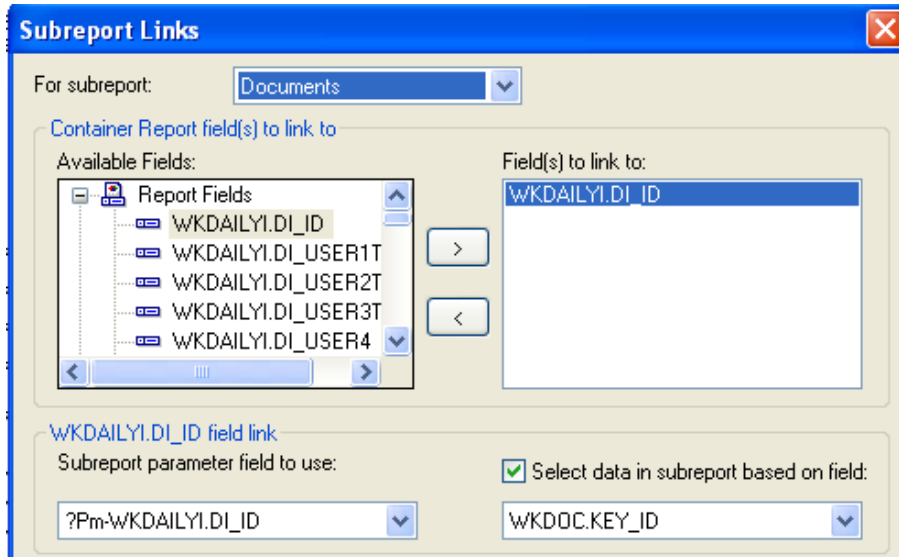 Subreport Links
For subreport:
Documents
Container Report field(s) to link to
Available Fields:
Field(s) to link to:
Report Fields
WKDAILYI.DI_ID
WKDAILYI.DI_USER1T
WKDAILYI.DI_USER2T
WKDAILYI.DI_USER3T
WKDAILYI.DI_USER4
>
<
WKDAILYI.DI_ID
WKDAILYI.DI_ID field link
Subreport parameter field to use:
Select data in subreport based on field:
?Pm-WKDAILYI.DI_ID
WKDOC.KEY_ID